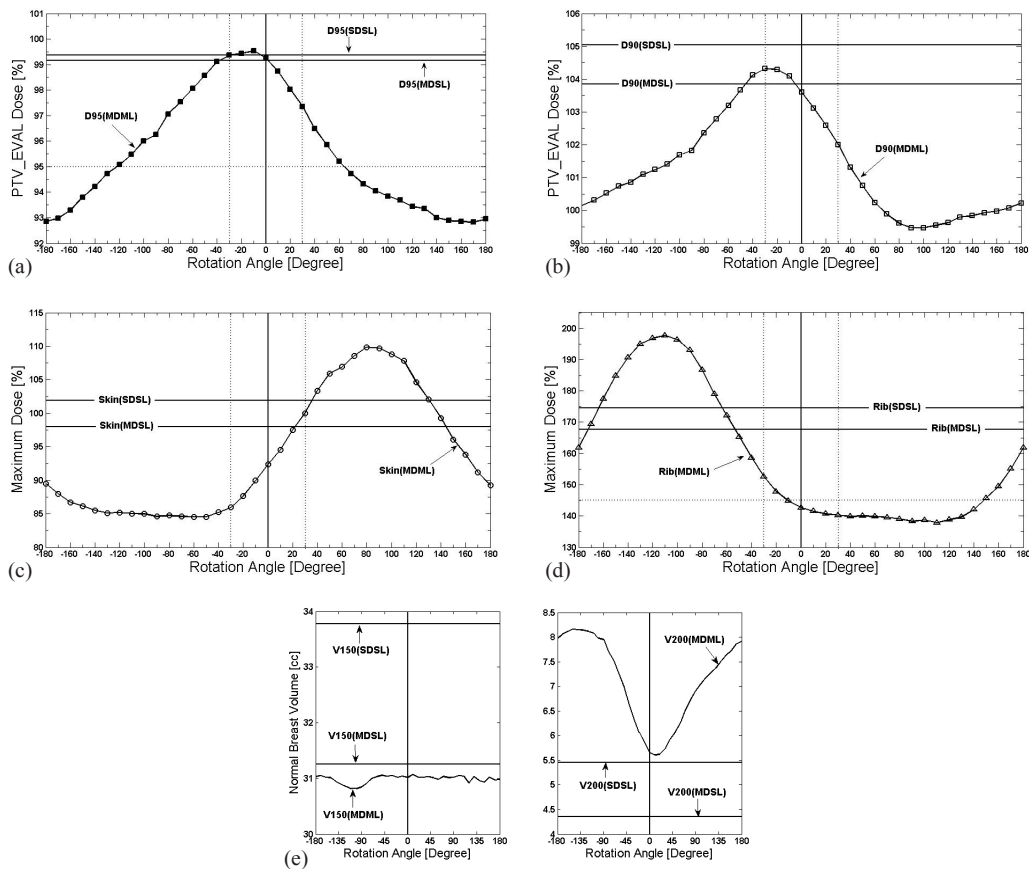 100
99
98
97
96
95
94
93
92
-180 -160 -140 -120 -100 -80 -60 -40 -20 0 20 40 60 80 100 120 140 160 180
PTV_EVAL Dose [%]
Rotation Angle [Degree]
D95(SDSL)
D95(MDSL)
D95(MDML)
(a)
106
105
104
103
102
101
100
99
-180 -160 -140 -120 -100 -80 -60 -40 -20 0 20 40 60 80 100 120 140 160 180
PTV_EVAL Dose [%]
Rotation Angle [Degree]
D90(SDSL)
D90(MDSL)
D90(MDML)
(b)
115
110
105
100
95
90
85
80
-180 -160 -140 -120 -100 -80 -60 -40 -20 0 20 40 60 80 100 120 140 160 180
Maximum Dose [%]
Rotation Angle [Degree]
Skin(SDSL)
Skin(MDSL)
Skin(MDML)
(c)
200
190
180
170
160
150
140
130
-180 -160 -140 -120 -100 -80 -60 -40 -20 0 20 40 60 80 100 120 140 160 180
Maximum Dose [%]
Rotation Angle [Degree]
Rib(SDSL)
Rib(MDSL)
Rib(MDML)
(d)
34
33
32
31
30
-180 -135 -90 -45 0 45 90 135 180
Normal Breast Volume [cc]
Rotation Angle [Degree]
V150(SDSL)
V150(MDSL)
V150(MDML)
(e)
8.5
8
7.5
7
6.5
6
5.5
5
4.5
4
-180 -135 -90 -45 0 45 90 135 180
Rotation Angle [Degree]
V200(MDML)
V200(SDSL)
V200(MDSL)